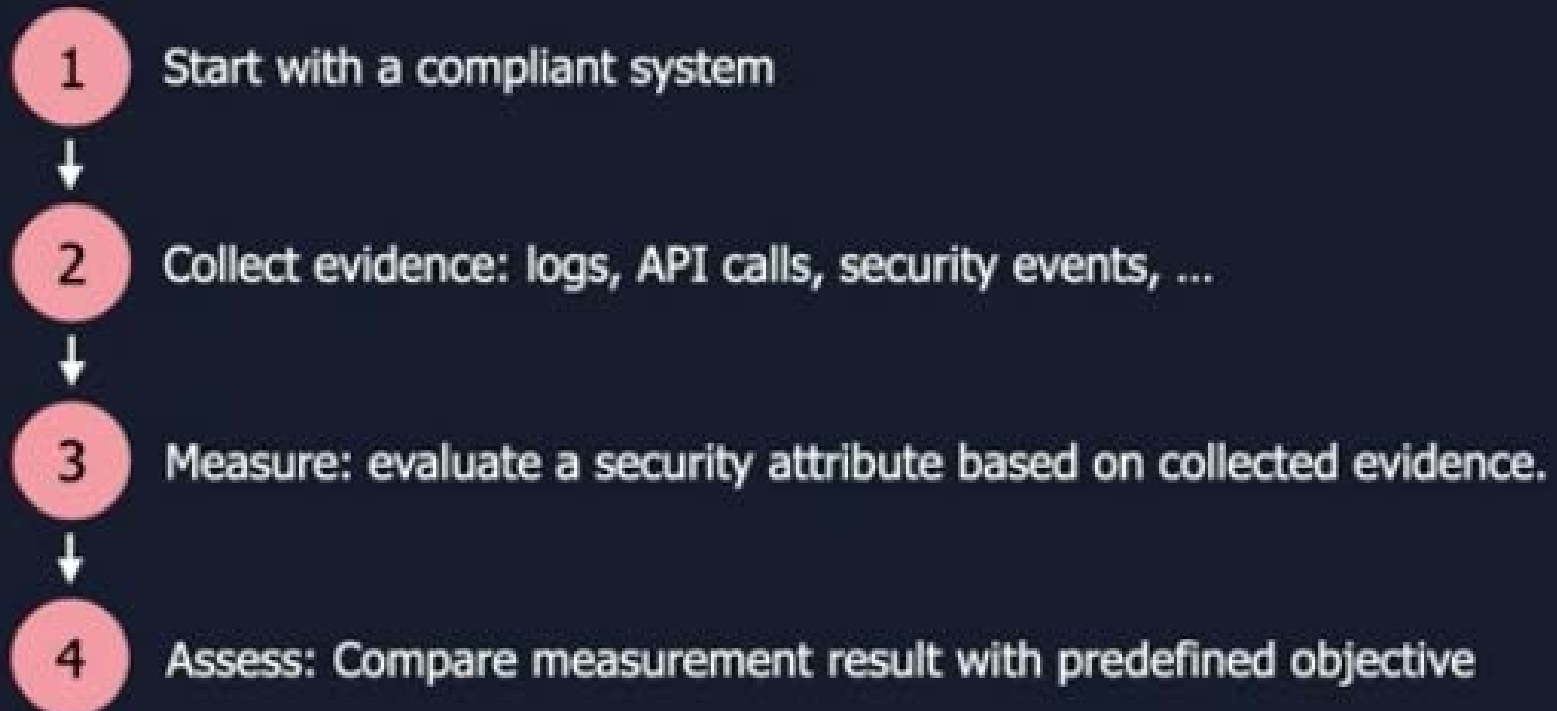 1 Start with a compliant system
2 Collect evidence: logs, API calls, security events, ...
3 Measure: evaluate a security attribute based on collected evidence.
4 Assess: Compare measurement result with predefined objective